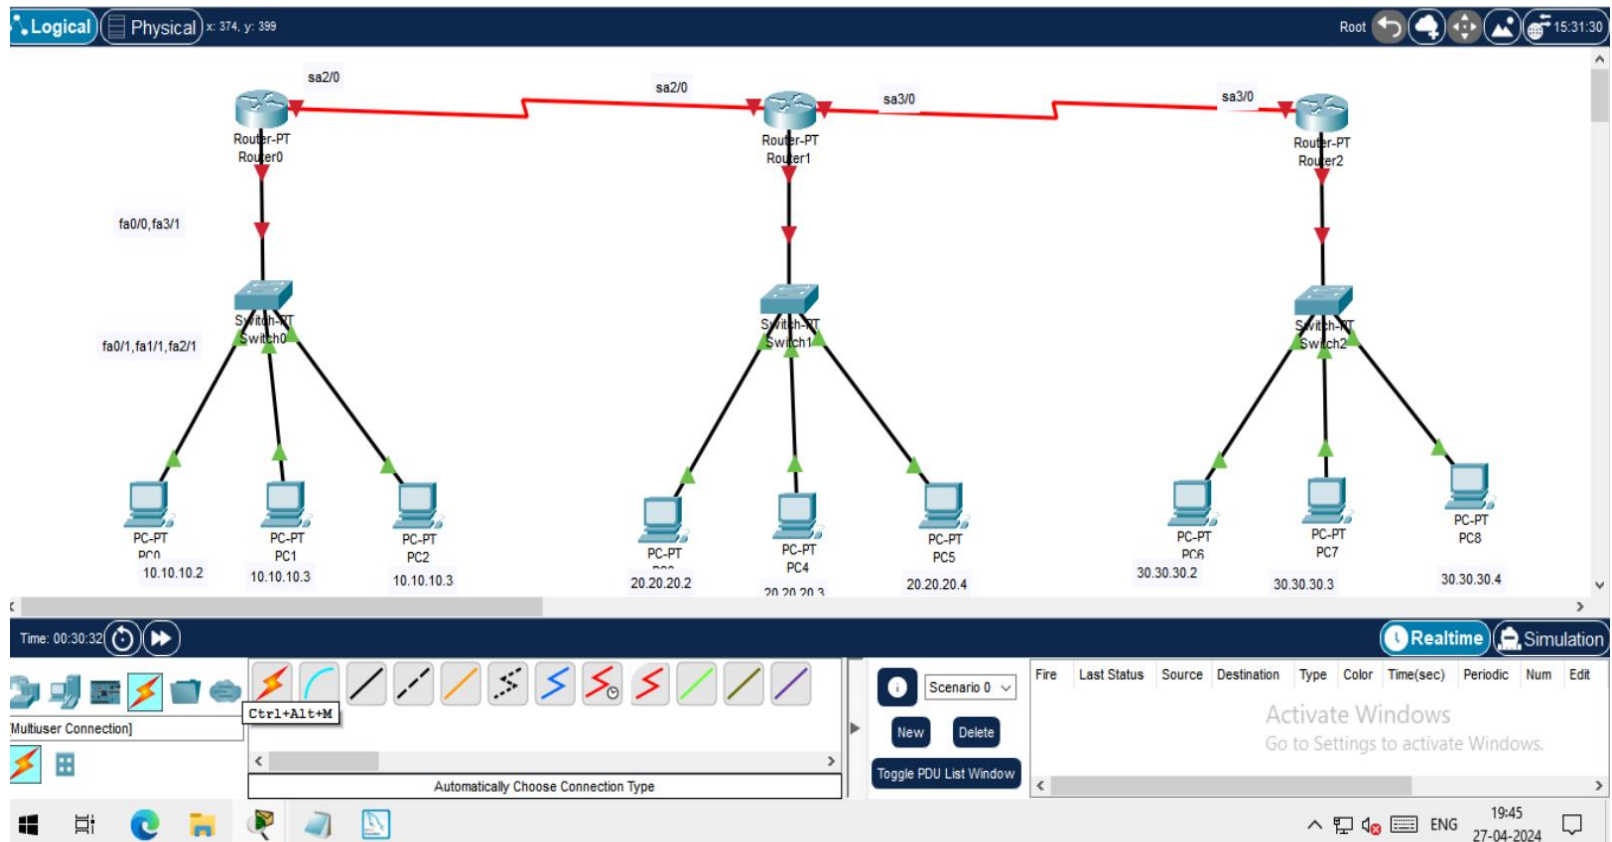 Logical Physical x: 374, y: 399 Root 15:31:30
sa2/0 sa2/0 sa3/0 sa3/0
Router-PT Router-PT Router-PT
Router0 Router1 Router2
fa0/0,fa3/1
Switch-PT Switch-PT Switch-PT
Switch0 Switch1 Switch2
fa0/1,fa1/1,fa2/1
PC-PT PC-PT PC-PT PC-PT PC-PT PC-PT PC-PT PC-PT PC-PT
PC0 PC1 PC2 PC4 PC5 PC6 PC7 PC8
10.10.10.2 10.10.10.3 10.10.10.3 20.20.20.2 20.20.20.3 20.20.20.4 30.30.30.2 30.30.30.3 30.30.30.4
Time: 00:30:32 Realtime Simulation
Ctrl+Alt+M
Multiuser Connection]
Automatically Choose Connection Type
Scenario 0
New Delete
Toggle PDU List Window
Fire Last Status Source Destination Type Color Time(sec) Periodic Num Edit
Activate Windows
Go to Settings to activate Windows.
ENG
19:45
27-04-2024